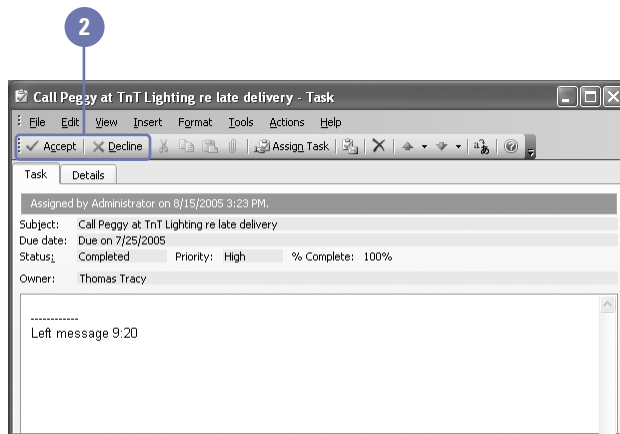 2
Call Peggy at TnT Lighting re late delivery - Task
File Edit View Insert Format Tools Actions Help
Accept Decline Assign Task
Task Details
Assigned by Administrator on 8/15/2005 3:23 PM.
Subject: Call Peggy at TnT Lighting re late delivery
Due date: Due on 7/25/2005
Status: Completed Priority: High % Complete: 100%
Owner: Thomas Tracy
------------
Left message 9:20